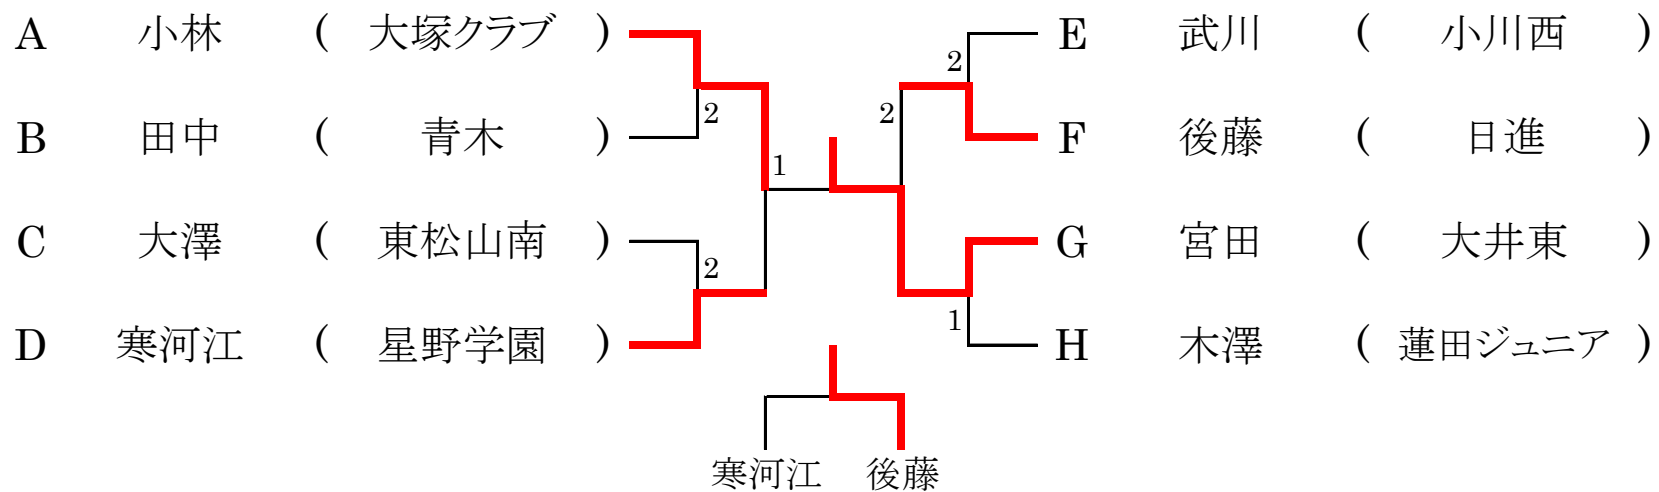 A 小林 ( 大塚クラブ ) E 武川 ( 小川西 )
2
B 田中 ( 青木 ) 2 2 F 後藤 ( 日進 )
1
C 大澤 ( 東松山南 ) G 宮田 ( 大井東 )
2
D 寒河江 ( 星野学園 ) 1 H 木澤 ( 蓮田ジュニア )
寒河江 後藤